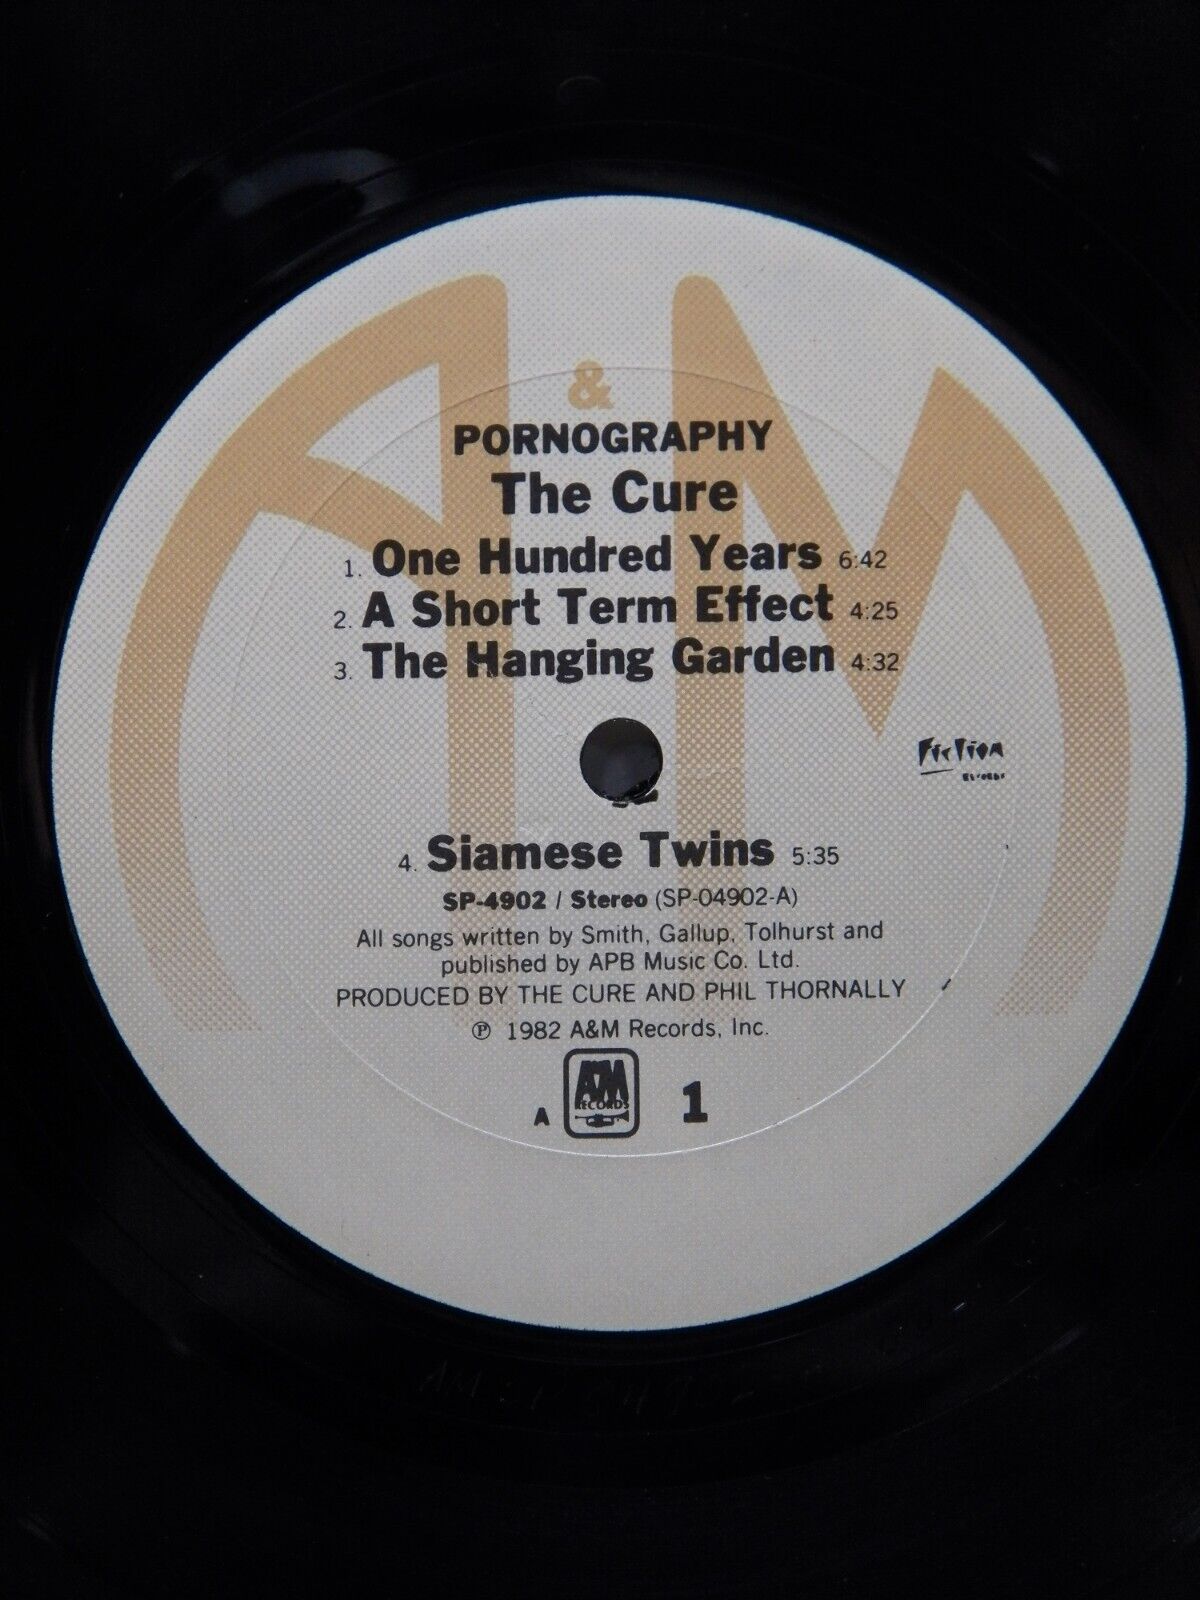 A & M
PORNOGRAPHY
The Cure
1. One Hundred Years 6:42
2. A Short Term Effect 4:25
3. The Hanging Garden 4:32
Fiction
Records
4. Siamese Twins 5:35
SP-4902 / Stereo (SP-04902-A)
All songs written by Smith, Gallup, Tolhurst and
published by APB Music Co. Ltd.
PRODUCED BY THE CURE AND PHIL THORNALLY
℗ 1982 A&M Records, Inc.
A&M
RECORDS
A 1